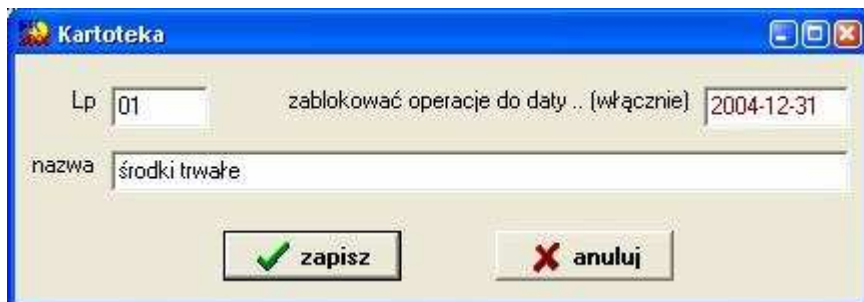 Kartoteka
Lp 01 zablokować operacje do daty .. (włącznie) 2004-12-31
nazwa środki trwałe
zapisz anuluj